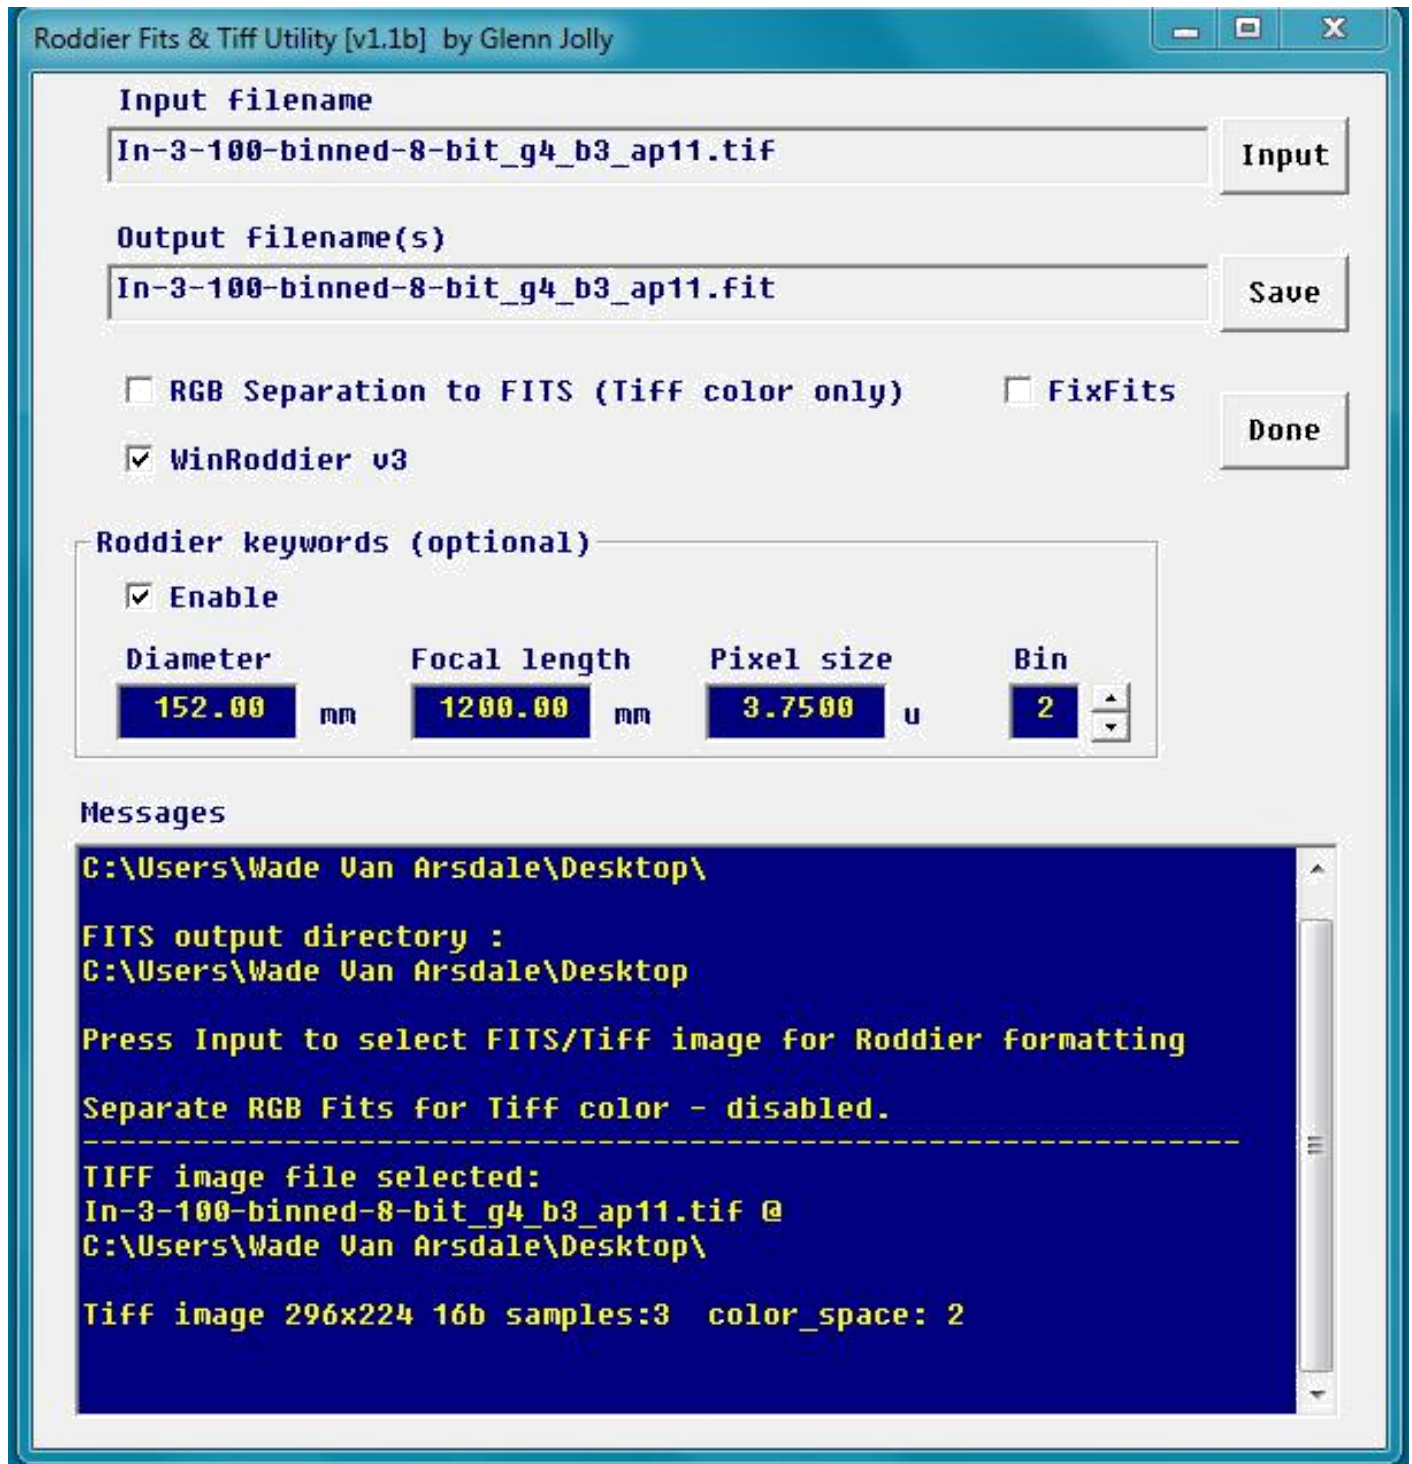 Roddier Fits & Tiff Utility [v1.1b]  by Glenn Jolly
Input filename
In-3-100-binned-8-bit_g4_b3_ap11.tif
Input
Output filename(s)
In-3-100-binned-8-bit_g4_b3_ap11.fit
Save
RGB Separation to FITS (Tiff color only)
FixFits
Done
WinRoddier v3
Roddier keywords (optional)
Enable
Diameter Focal length Pixel size Bin
152.00 mm 1200.00 mm 3.7500 u 2
Messages
C:\Users\Wade Van Arsdale\Desktop\
FITS output directory :
C:\Users\Wade Van Arsdale\Desktop
Press Input to select FITS/Tiff image for Roddier formatting
Separate RGB Fits for Tiff color - disabled.
---------------------------------------------------------------
TIFF image file selected:
In-3-100-binned-8-bit_g4_b3_ap11.tif @
C:\Users\Wade Van Arsdale\Desktop\
Tiff image 296x224 16b samples:3  color_space: 2